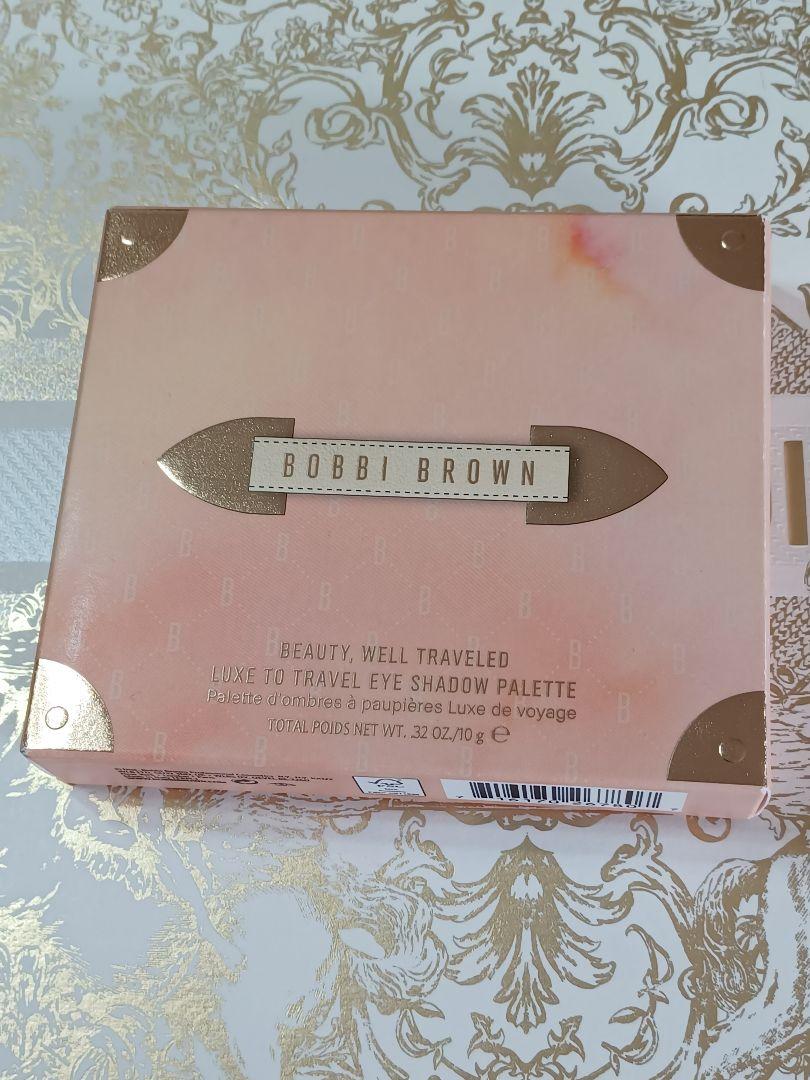 BOBBI BROWN
BEAUTY, WELL TRAVELED
LUXE TO TRAVEL EYE SHADOW PALETTE
Palette d'ombres à paupières Luxe de voyage
TOTAL POIDS NET WT. .32 OZ./10 g ℮